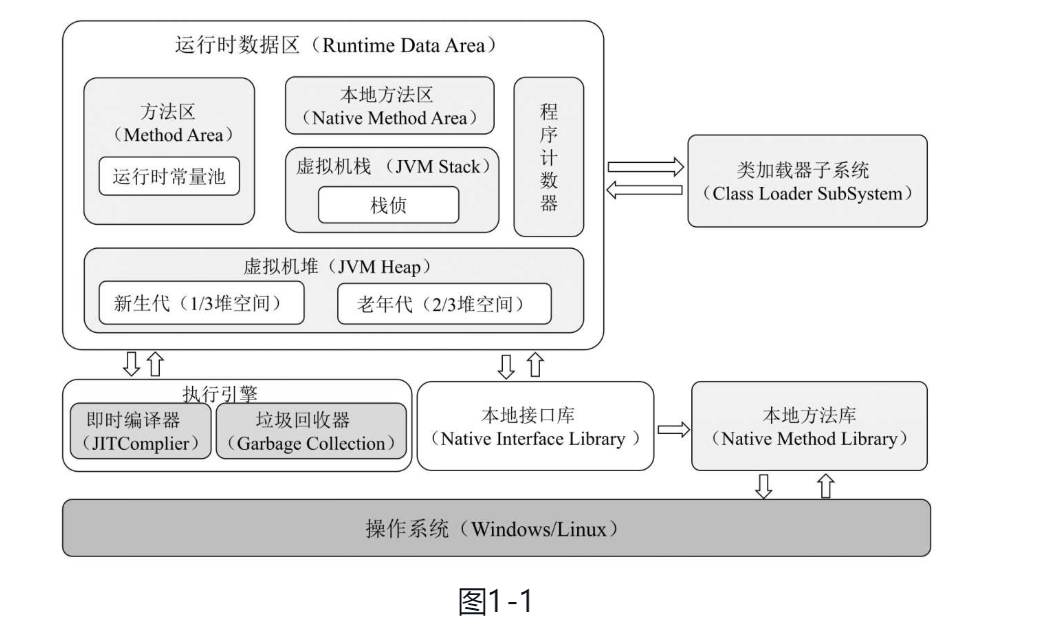 运行时数据区（Runtime Data Area）
方法区
（Method Area）
运行时常量池
本地方法区
（Native Method Area）
虚拟机栈 （JVM Stack）
栈侦
程
序
计
数
器
类加载器子系统
（Class Loader SubSystem）
虚拟机堆（JVM Heap）
新生代（1/3堆空间）
老年代（2/3堆空间）
执行引擎
即时编译器
（JITComplier）
垃圾回收器
（Garbage Collection）
本地接口库
（Native Interface Library ）
本地方法库
（Native Method Library）
操作系统（Windows/Linux）
图1-1